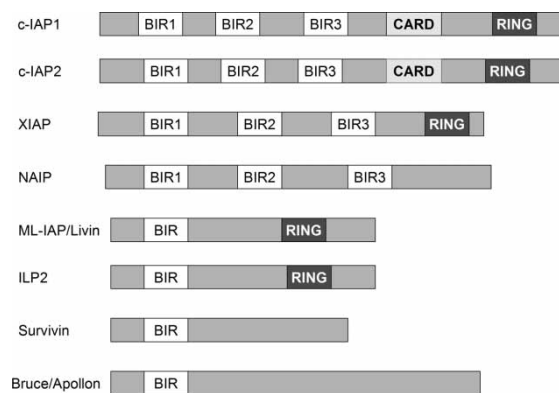 c-IAP1 BIR1 BIR2 BIR3 CARD RING
c-IAP2 BIR1 BIR2 BIR3 CARD RING
XIAP BIR1 BIR2 BIR3 RING
NAIP BIR1 BIR2 BIR3
ML-IAP/Livin BIR RING
ILP2 BIR RING
Survivin BIR
Bruce/Apollon BIR